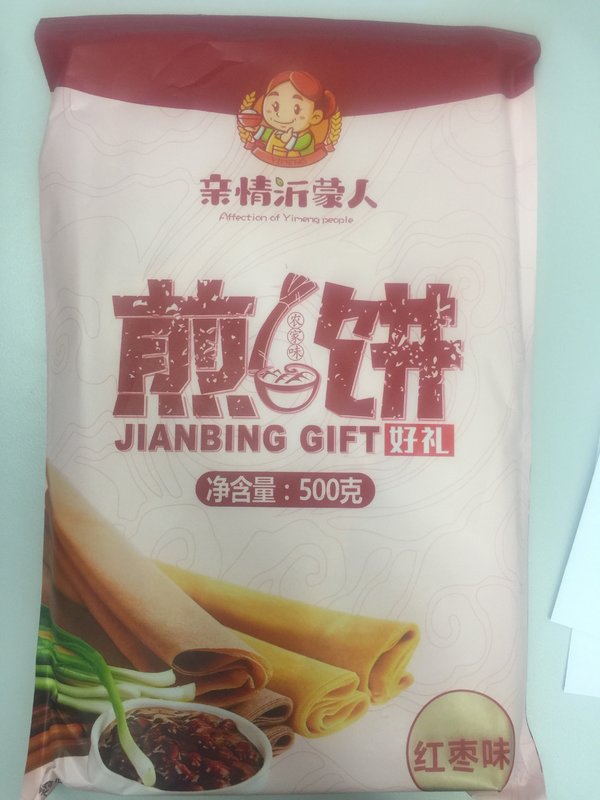 亲情沂蒙人
Affection of Yimeng people
煎饼
农家味
JIANBING GIFT 好礼
净含量：500克
红枣味